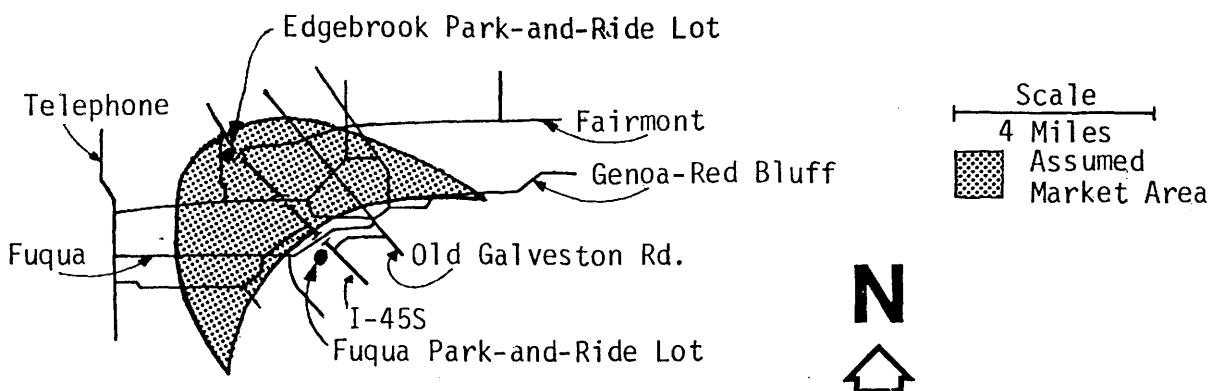 Edgebrook Park-and-Ride Lot
Telephone
Scale
4 Miles
Assumed
Market Area
Fairmont
Genoa-Red Bluff
Fuqua
Old Galveston Rd.
I-45S
Fuqua Park-and-Ride Lot
N